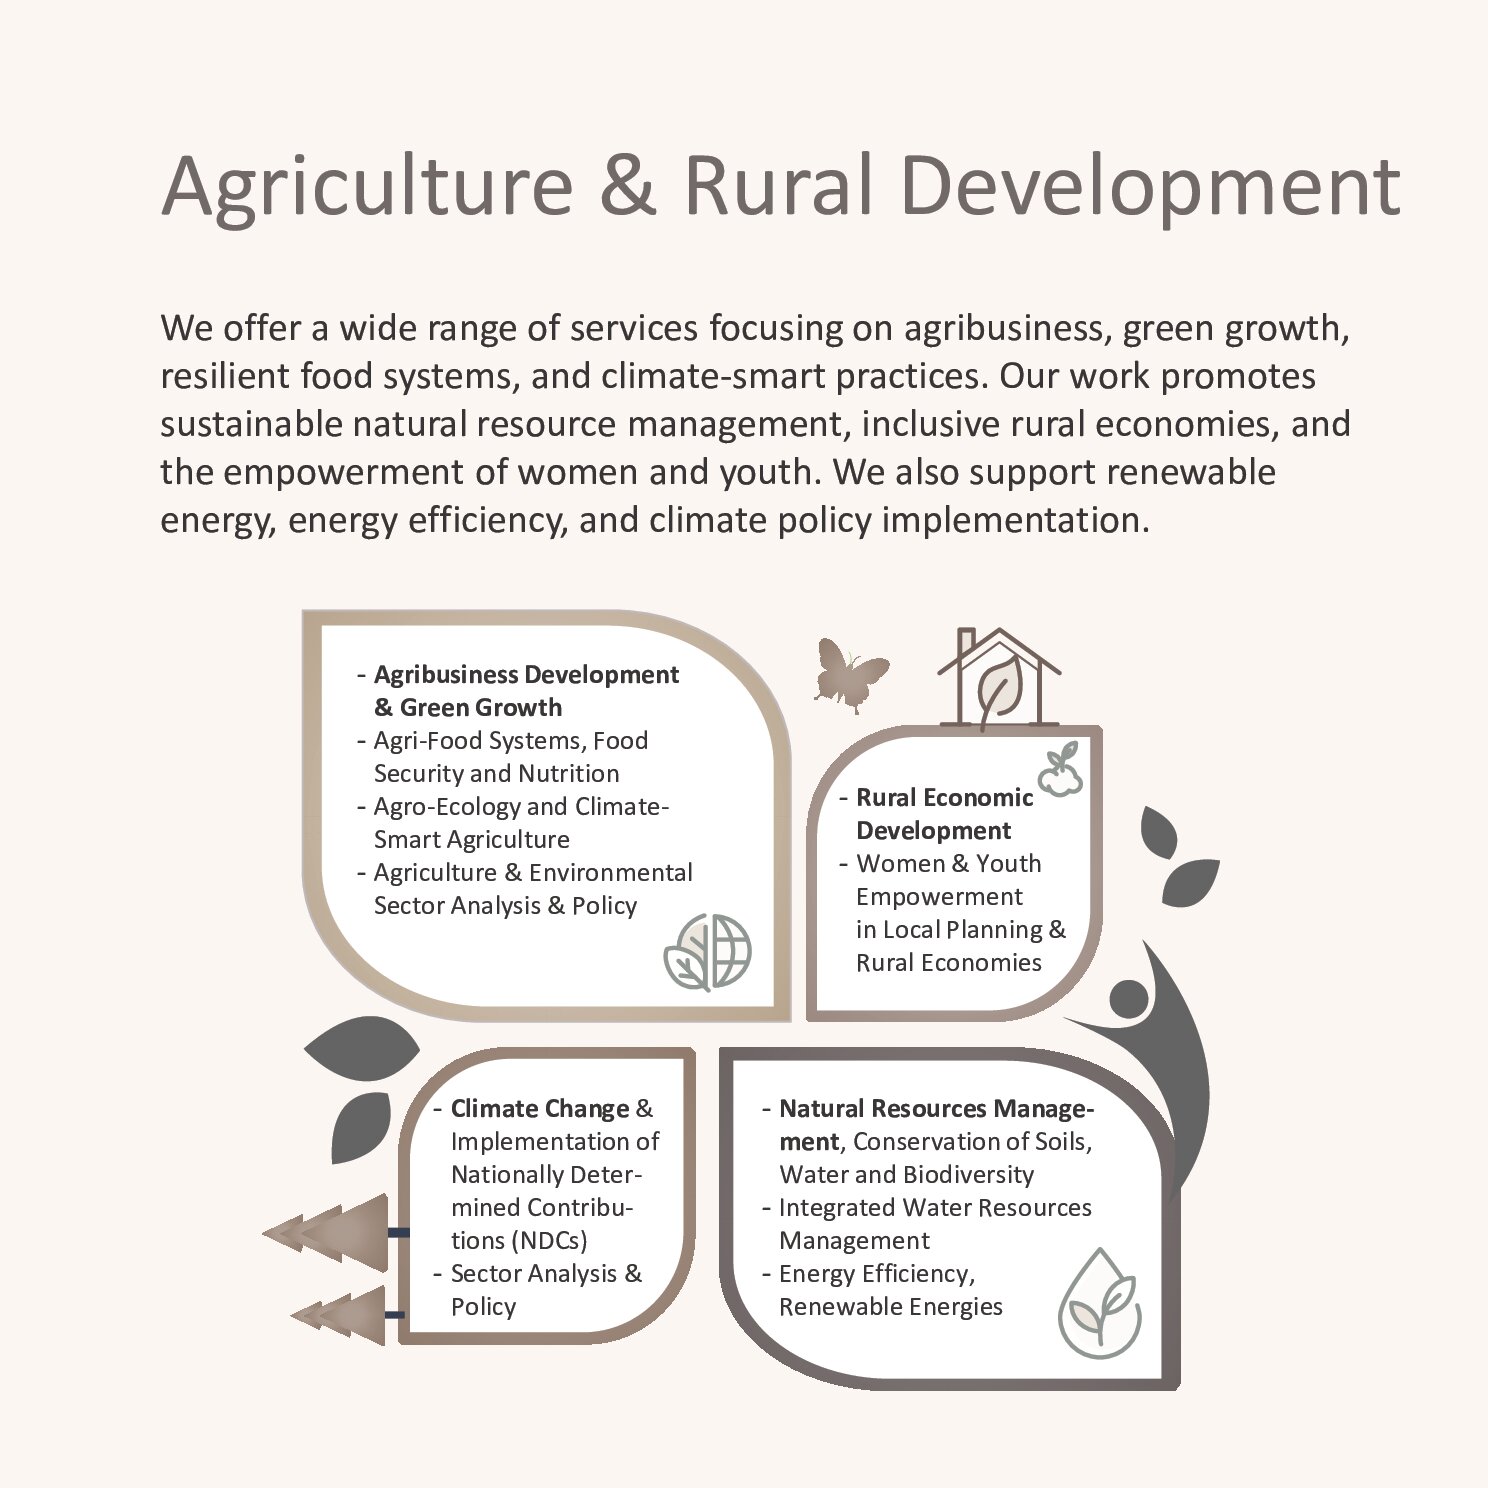 Agriculture & Rural Development
We offer a wide range of services focusing on agribusiness, green growth,
resilient food systems, and climate-smart practices. Our work promotes
sustainable natural resource management, inclusive rural economies, and
the empowerment of women and youth. We also support renewable
energy, energy efficiency, and climate policy implementation.
- Agribusiness Development
& Green Growth
- Agri-Food Systems, Food
Security and Nutrition
- Agro-Ecology and Climate-
Smart Agriculture
- Agriculture & Environmental
Sector Analysis & Policy
- Rural Economic
Development
- Women & Youth
Empowerment
in Local Planning &
Rural Economies
- Climate Change &
Implementation of
Nationally Deter-
mined Contribu-
tions (NDCs)
- Sector Analysis &
Policy
- Natural Resources Manage-
ment, Conservation of Soils,
Water and Biodiversity
- Integrated Water Resources
Management
- Energy Efficiency,
Renewable Energies